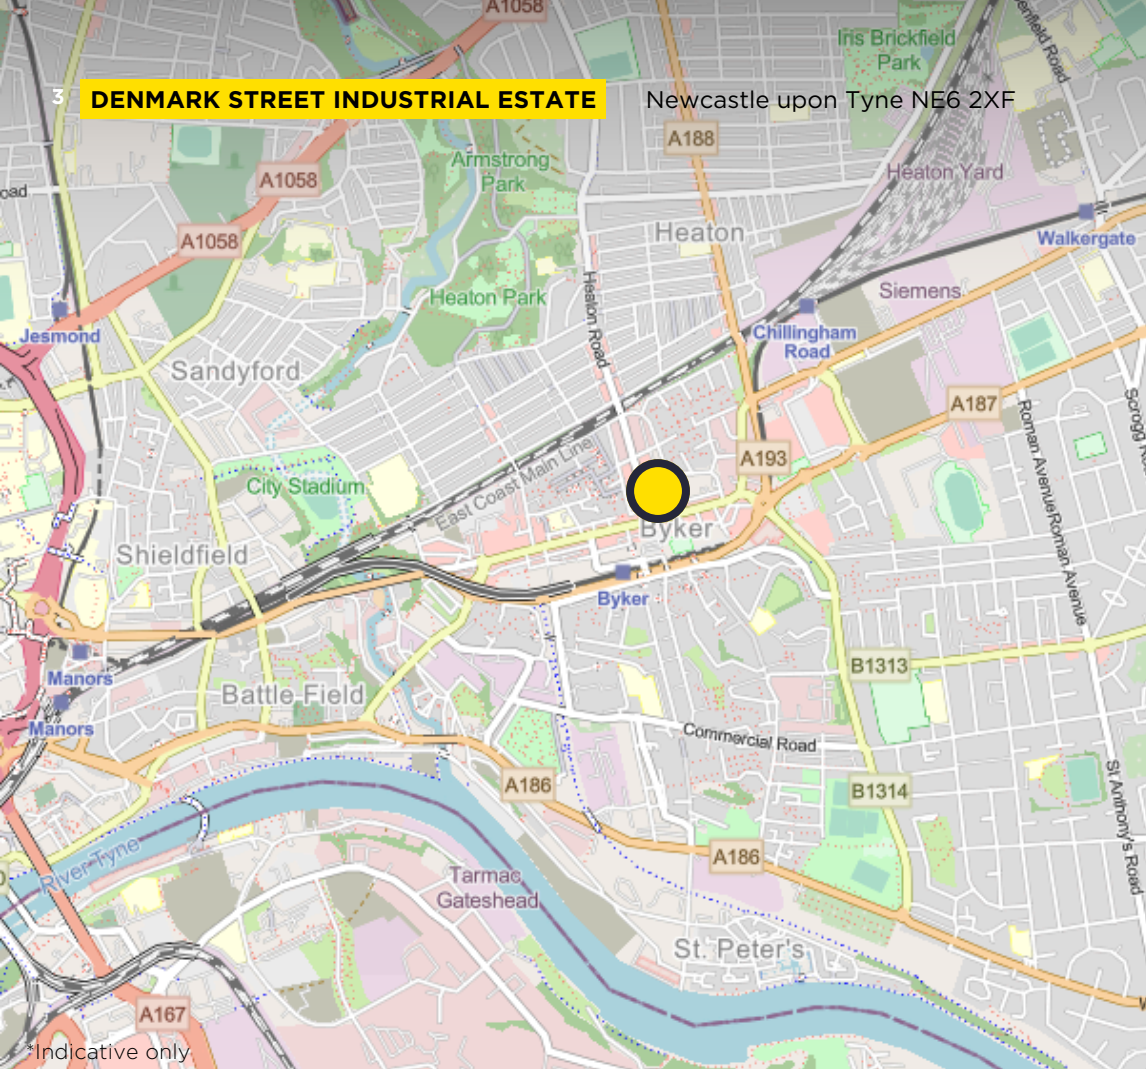 A1058
Iris Brickfield
Park
enfield Road
3
DENMARK STREET INDUSTRIAL ESTATE
Newcastle upon Tyne NE6 2XF
A188
Armstrong
Park
A1058
Heaton Yard
oad
A1058
Heaton
Walkergate
Heaton Park
Heaton Road
Siemens
Jesmond
Chillingham
Road
Sandyford
A187
Roman Avenue
Roman Avenue
A193
East Coast Main Line
City Stadium
Byker
Shieldfield
Byker
B1313
Manors
Battle Field
Manors
Commercial Road
A186
B1314
St Anthony's Road
A186
River Tyne
Tarmac
Gateshead
St. Peter's
A167
*Indicative only